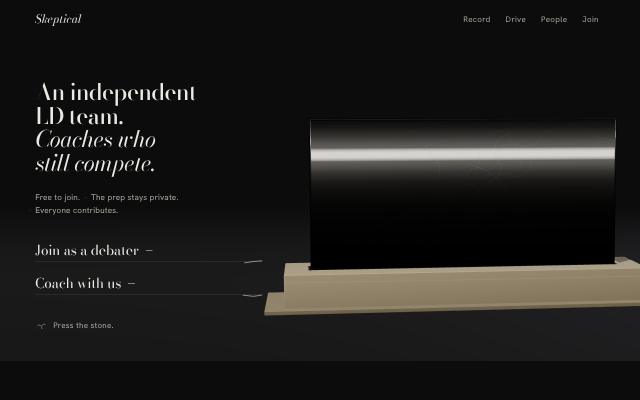 Skeptical
Record Drive People Join
An independent
LD team.
Coaches who
still compete.
Free to join. The prep stays private.
Everyone contributes.
Join as a debater –
Coach with us –
Press the stone.